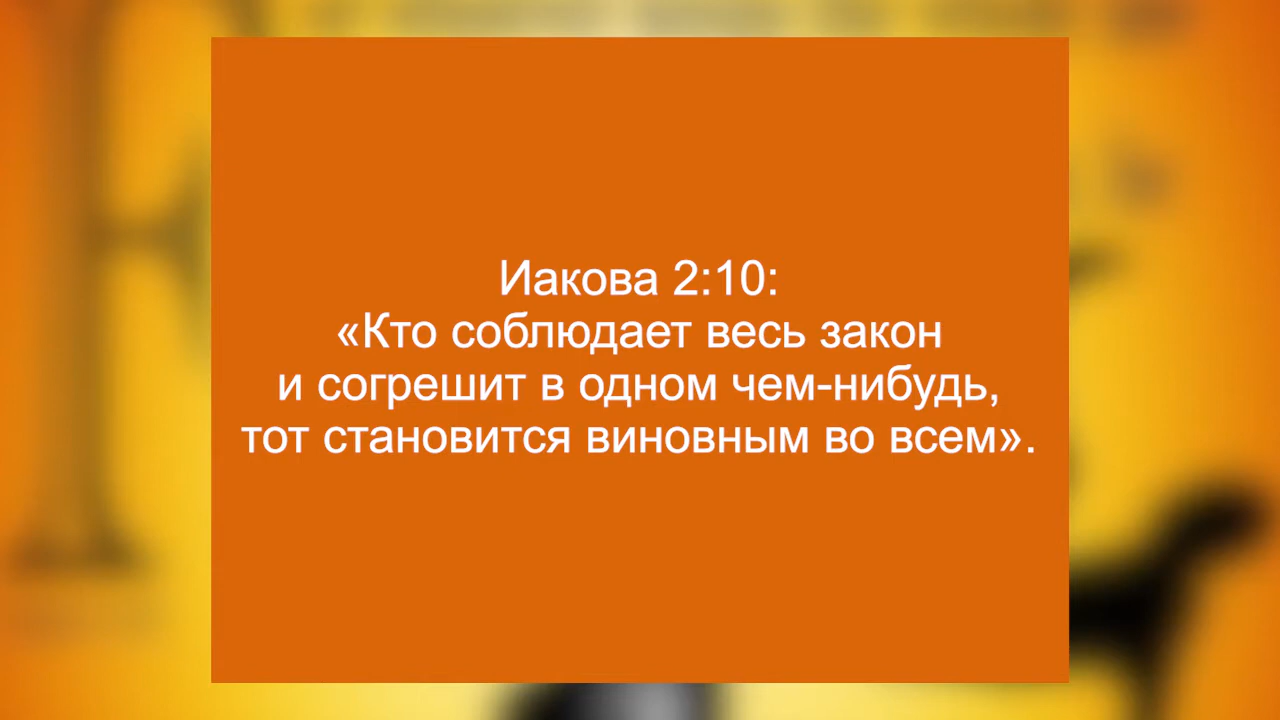 Иакова 2:10:
«Кто соблюдает весь закон
и согрешит в одном чем-нибудь,
тот становится виновным во всем».